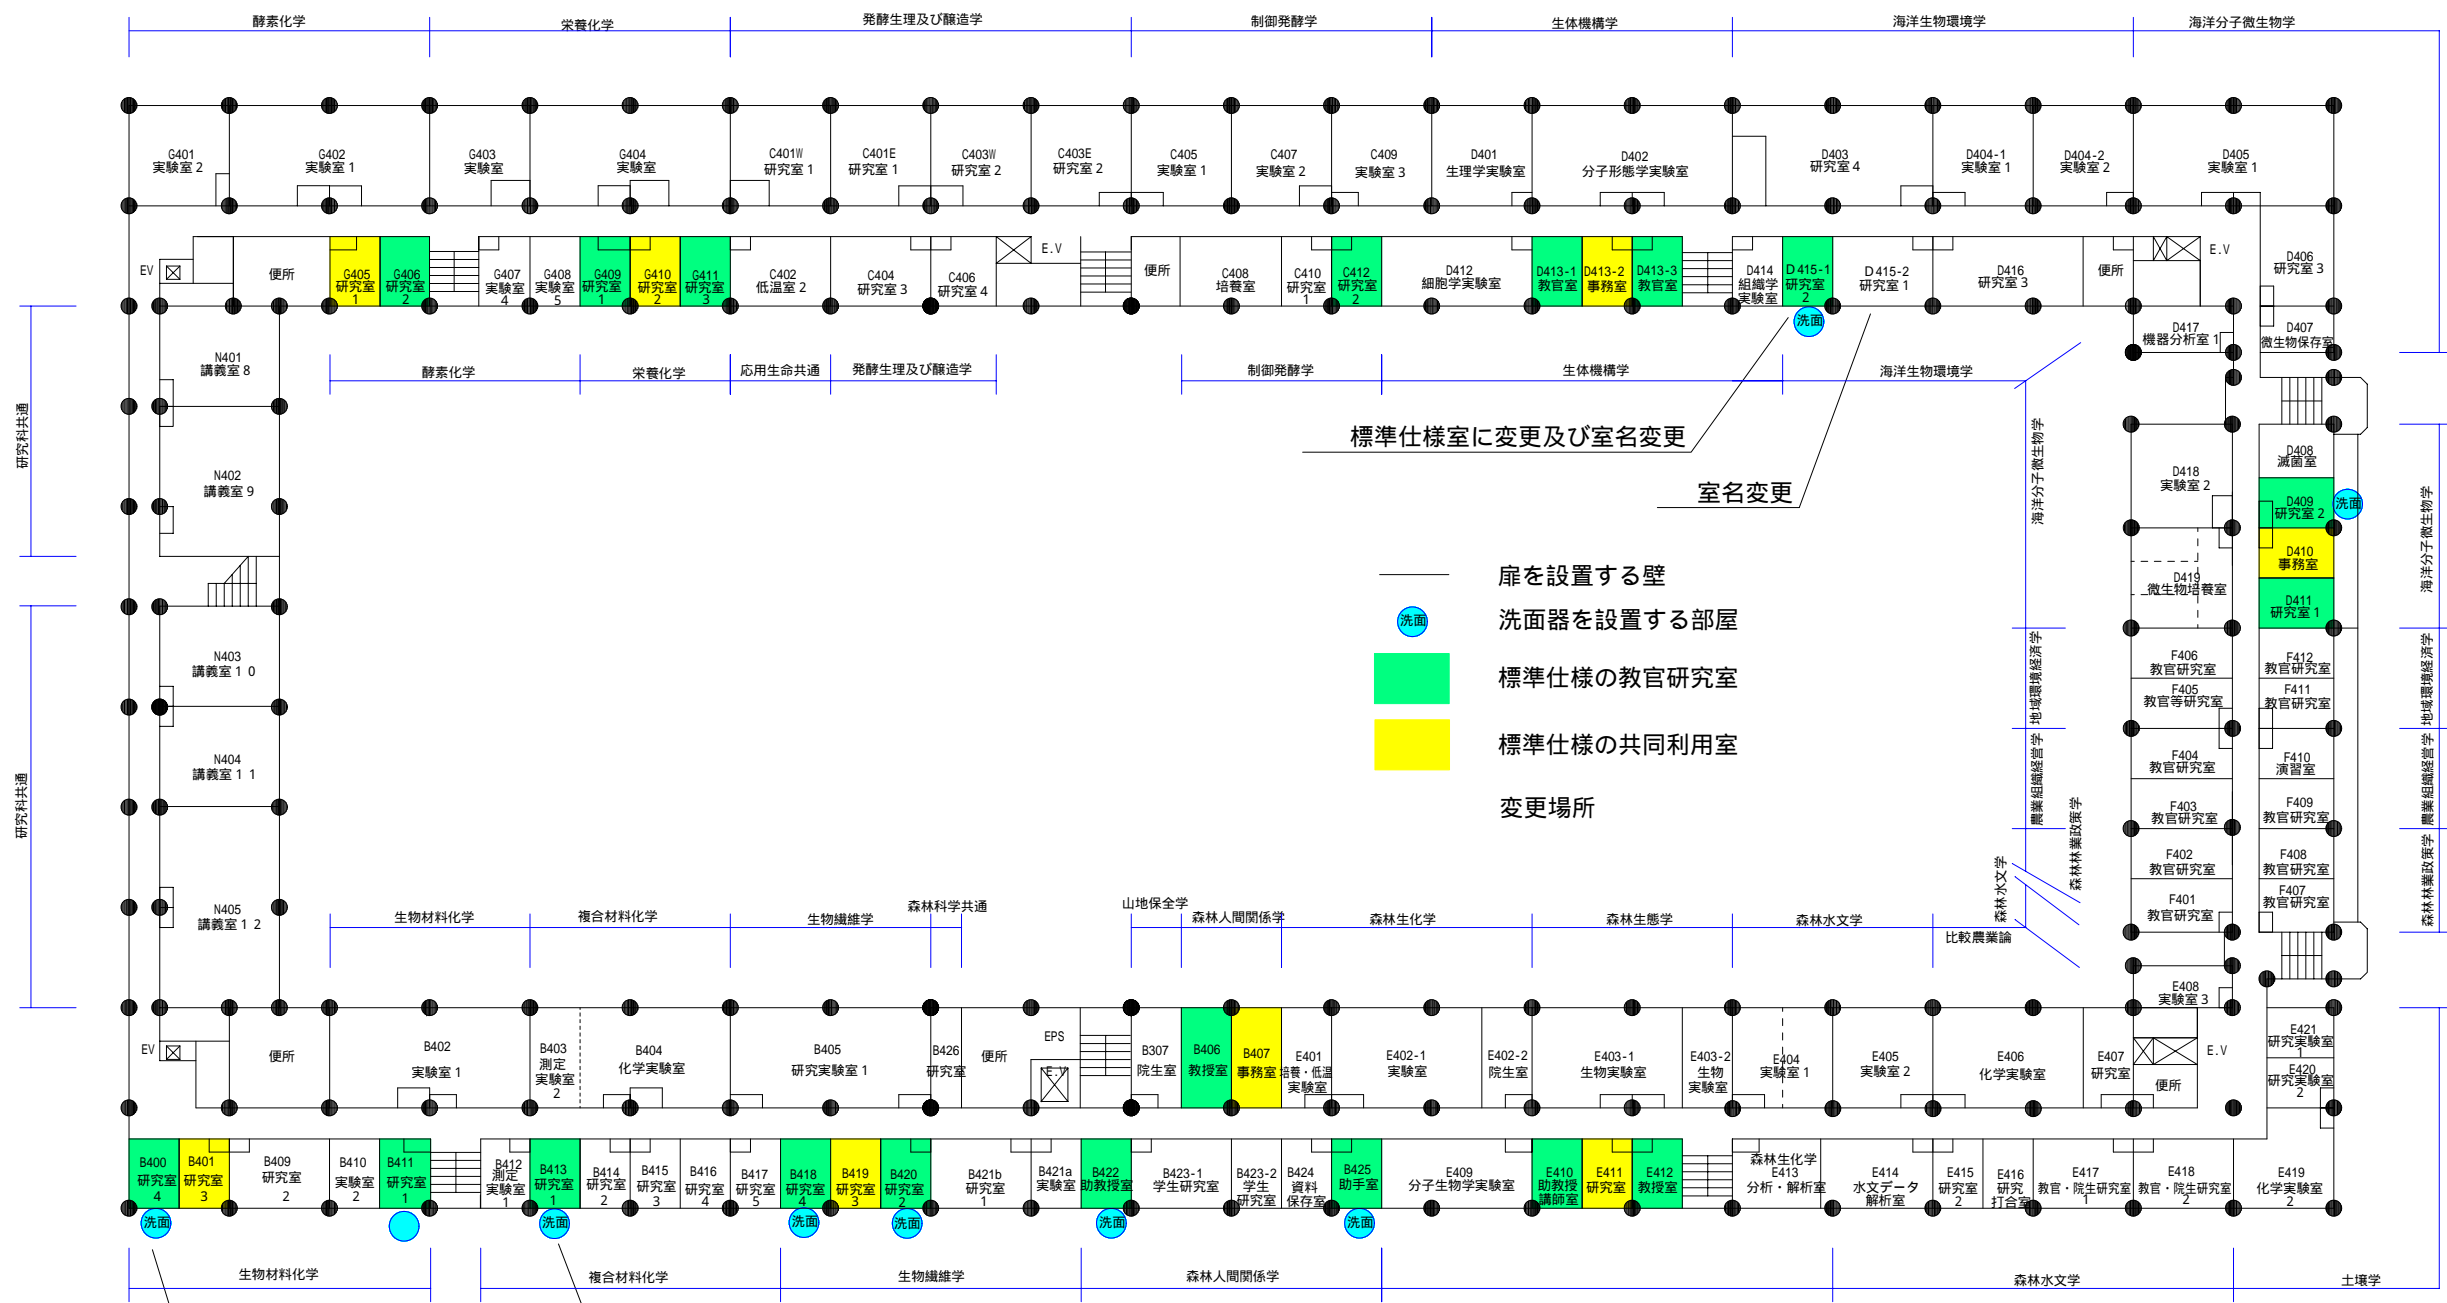 酵素化学
栄養化学
発酵生理及び醸造学
制御発酵学
生体機構学
海洋生物環境学
海洋分子微生物学
G401
実験室2
G402
実験室1
G403
実験室
G404
実験室
C401W
研究室1
C401E
研究室1
C403W
研究室2
C403E
研究室2
C405
実験室1
C407
実験室2
C409
実験室3
D401
生理学実験室
D402
分子形態学実験室
D403
研究室4
D404-1
実験室1
D404-2
実験室2
D405
実験室1
EV
便所
G405
研究室
1
G406
研究室
2
G407
実験室
4
G408
実験室
5
G409
研究室
1
G410
研究室
2
G411
研究室
3
C402
低温室2
C404
研究室3
C406
研究室4
E.V
便所
C408
培養室
C410
研究室
1
C412
研究室
2
D412
細胞学実験室
D413-1
教官室
D413-2
事務室
D413-3
教官室
D414
組織学
実験室
D415-1
研究室
2
D415-2
研究室1
D416
研究室3
便所
E.V
D406
研究室3
洗面
D417
機器分析室1
D407
微生物保存室
酵素化学
栄養化学
応用生命共通
発酵生理及び醸造学
制御発酵学
生体機構学
海洋生物環境学
研究科共通
N401
講義室8
N402
講義室9
標準仕様室に変更及び室名変更
室名変更
海洋分子微生物学
D418
実験室2
D408
滅菌室
D409
研究室2
洗面
D410
事務室
D419
微生物培養室
D411
研究室1
海洋分子微生物学
扉を設置する壁
洗面
洗面器を設置する部屋
標準仕様の教官研究室
標準仕様の共同利用室
変更場所
研究科共通
N403
講義室10
N404
講義室11
N405
講義室12
地域環境経済学
F406
教官研究室
F405
教官等研究室
F412
教官研究室
F411
教官研究室
地域環境経済学
農業組織経営学
F404
教官研究室
F403
教官研究室
F410
演習室
F409
教官研究室
農業組織経営学
森林林業政策学
森林水文学
F402
教官研究室
F401
教官研究室
F408
教官研究室
F407
教官研究室
森林林業政策学
生物材料化学
複合材料化学
生物繊維学
森林科学共通
山地保全学
森林人間関係学
森林生化学
森林生態学
森林水文学
比較農業論
E408
実験室3
EV
便所
B402
実験室1
B403
測定
実験室
2
B404
化学実験室
B405
研究実験室1
B426
研究室
便所
EPS
E.V
B307
院生室
B406
教授室
B407
事務室
E401
培養・低温
実験室
E402-1
実験室
E402-2
院生室
E403-1
生物実験室
E403-2
生物
実験室
E404
実験室1
E405
実験室2
E406
化学実験室
E407
研究室
便所
E.V
E421
研究実験室
1
E420
研究実験室
2
B400
研究室
4
B401
研究室
3
B409
研究室
2
B410
実験室
2
B411
研究室
1
B412
測定
実験室
1
B413
研究室
1
B414
研究室
2
B415
研究室
3
B416
研究室
4
B417
研究室
5
B418
研究室
4
B419
研究室
3
B420
研究室
2
B421b
研究室
1
B421a
実験室
B422
助教授室
B423-1
学生研究室
B423-2
学生
研究室
B424
資料
保存室
B425
助手室
E409
分子生物学実験室
E410
助教授
講師室
E411
研究室
E412
教授室
森林生化学
E413
分析・解析室
E414
水文データ
解析室
E415
研究室
2
E416
研究
打合室
E417
教官・院生研究室
1
E418
教官・院生研究室
2
E419
化学実験室
2
洗面
洗面
洗面
洗面
洗面
洗面
生物材料化学
複合材料化学
生物繊維学
森林人間関係学
森林水文学
土壌学